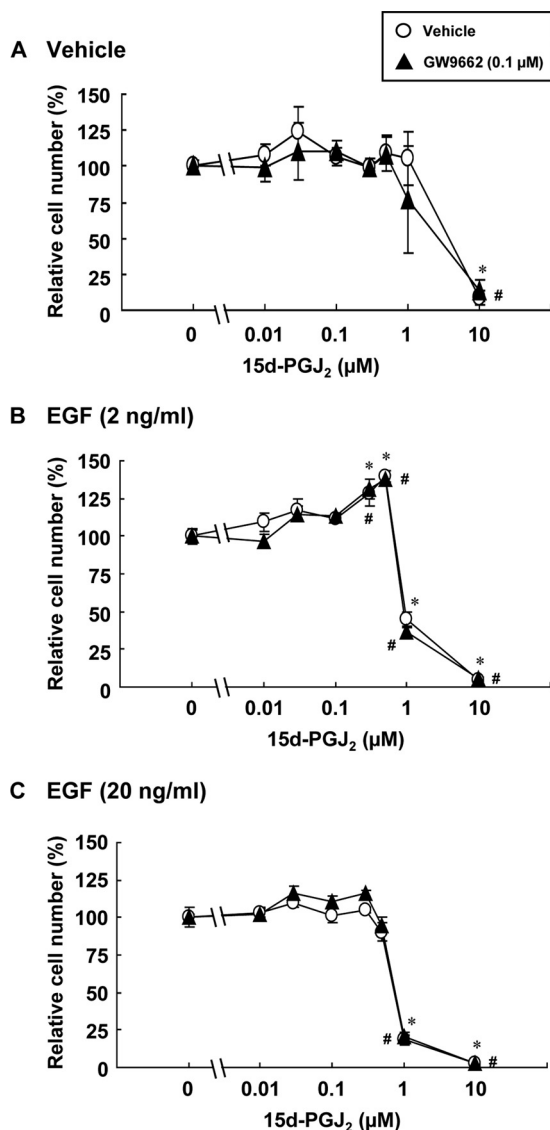 Vehicle
GW9662 (0.1 µM)
A Vehicle
Relative cell number (%)
150
125
100
75
50
25
0
*
#
0 0.01 0.1 1 10
15d-PGJ₂ (µM)
B EGF (2 ng/ml)
Relative cell number (%)
150
125
100
75
50
25
0
* *
#
#
*
#
*
#
0 0.01 0.1 1 10
15d-PGJ₂ (µM)
C EGF (20 ng/ml)
Relative cell number (%)
150
125
100
75
50
25
0
*
#
*
#
0 0.01 0.1 1 10
15d-PGJ₂ (µM)